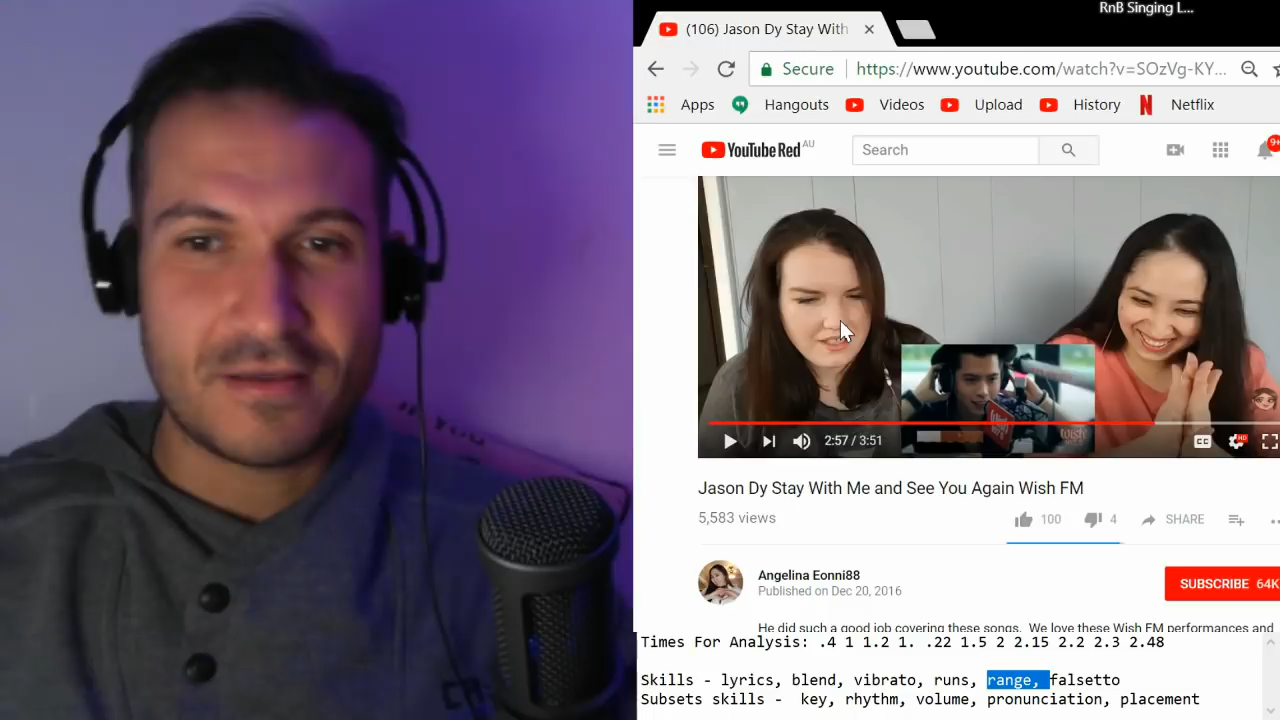 RnB Singing L...
(106) Jason Dy Stay With
Secure https://www.youtube.com/watch?v=SOzVg-KY...
Apps Hangouts Videos Upload History Netflix
YouTube Red AU Search 9+
2:57 / 3:51 CC HD
Jason Dy Stay With Me and See You Again Wish FM
5,583 views 100 4 SHARE
Angelina Eonni88
Published on Dec 20, 2016
SUBSCRIBE 64K
He did such a good job covering these songs. We love these Wish FM performances and
Times For Analysis: .4 1 1.2 1. .22 1.5 2 2.15 2.2 2.3 2.48
Skills - lyrics, blend, vibrato, runs, range, falsetto
Subsets skills - key, rhythm, volume, pronunciation, placement